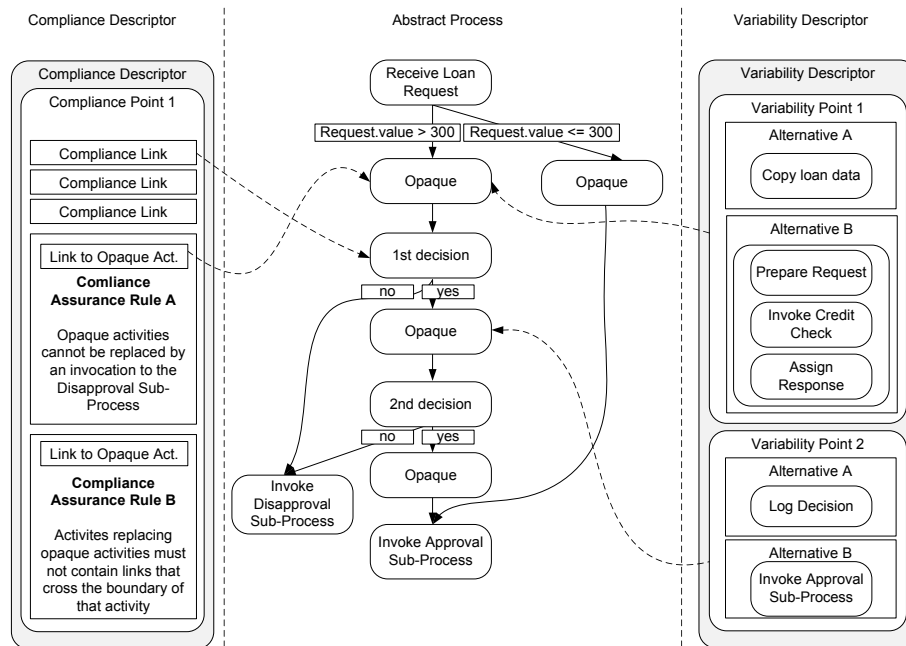 Compliance Descriptor
Abstract Process
Variability Descriptor
Compliance Descriptor
Compliance Point 1
Compliance Link
Compliance Link
Compliance Link
Link to Opaque Act.
Comliance
Assurance Rule A
Opaque activities
cannot be replaced by
an invocation to the
Disapproval Sub-
Process
Link to Opaque Act.
Compliance
Assurance Rule B
Activites replacing
opaque activities must
not contain links that
cross the boundary of
that activity
Receive Loan
Request
Request.value > 300
Request.value <= 300
Opaque
Opaque
1st decision
no
yes
Opaque
2nd decision
no
yes
Opaque
Invoke
Disapproval
Sub-Process
Invoke Approval
Sub-Process
Variability Descriptor
Variability Point 1
Alternative A
Copy loan data
Alternative B
Prepare Request
Invoke Credit
Check
Assign
Response
Variability Point 2
Alternative A
Log Decision
Alternative B
Invoke Approval
Sub-Process